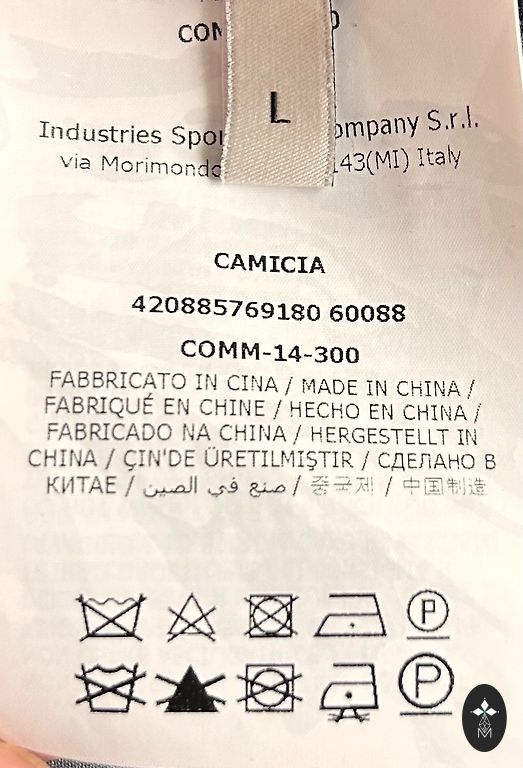 L
Industries Spor ompany S.r.l.
via Morimondo 143(MI) Italy
CAMICIA
420885769180 60088
COMM-14-300
FABBRICATO IN CINA / MADE IN CHINA /
FABRIQUÉ EN CHINE / HECHO EN CHINA /
FABRICADO NA CHINA / HERGESTELLT IN
CHINA / ÇIN'DE ÜRETILMIŞTIR / СДЕЛАНО В
КИТАЕ / صنع في الصين / 중국제 / 中国制造
P
P
M